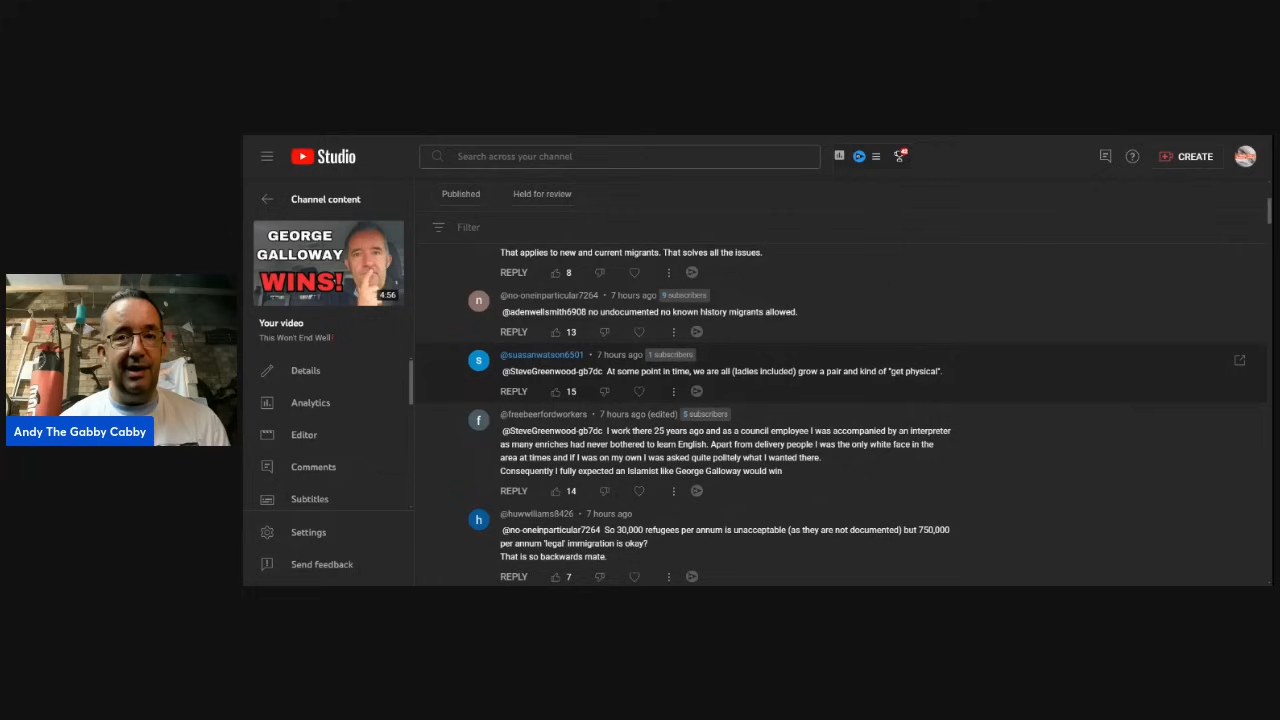 Studio
Search across your channel
CREATE
Channel content
Published
Held for review
Filter
GEORGE
GALLOWAY
WINS!
4:56
Your video
This Won't End Well!
Details
Analytics
Editor
Comments
Subtitles
Settings
Send feedback
Andy The Gabby Cabby
That applies to new and current migrants. That solves all the issues.
REPLY 8
n
@no-oneinparticular7264 • 7 hours ago 9 subscribers
@adenwellsmith6908 no undocumented no known history migrants allowed.
REPLY 13
s
@suasanwatson6501 • 7 hours ago 1 subscribers
@SteveGreenwood-gb7dc At some point in time, we are all (ladies included) grow a pair and kind of "get physical".
REPLY 15
f
@freebeerfordworkers • 7 hours ago (edited) 5 subscribers
@SteveGreenwood-gb7dc I work there 25 years ago and as a council employee I was accompanied by an interpreter
as many enriches had never bothered to learn English. Apart from delivery people I was the only white face in the
area at times and if I was on my own I was asked quite politely what I wanted there.
Consequently I fully expected an Islamist like George Galloway would win
REPLY 14
h
@huwwilliams8426 • 7 hours ago
@no-oneinparticular7264 So 30,000 refugees per annum is unacceptable (as they are not documented) but 750,000
per annum 'legal' immigration is okay?
That is so backwards mate.
REPLY 7